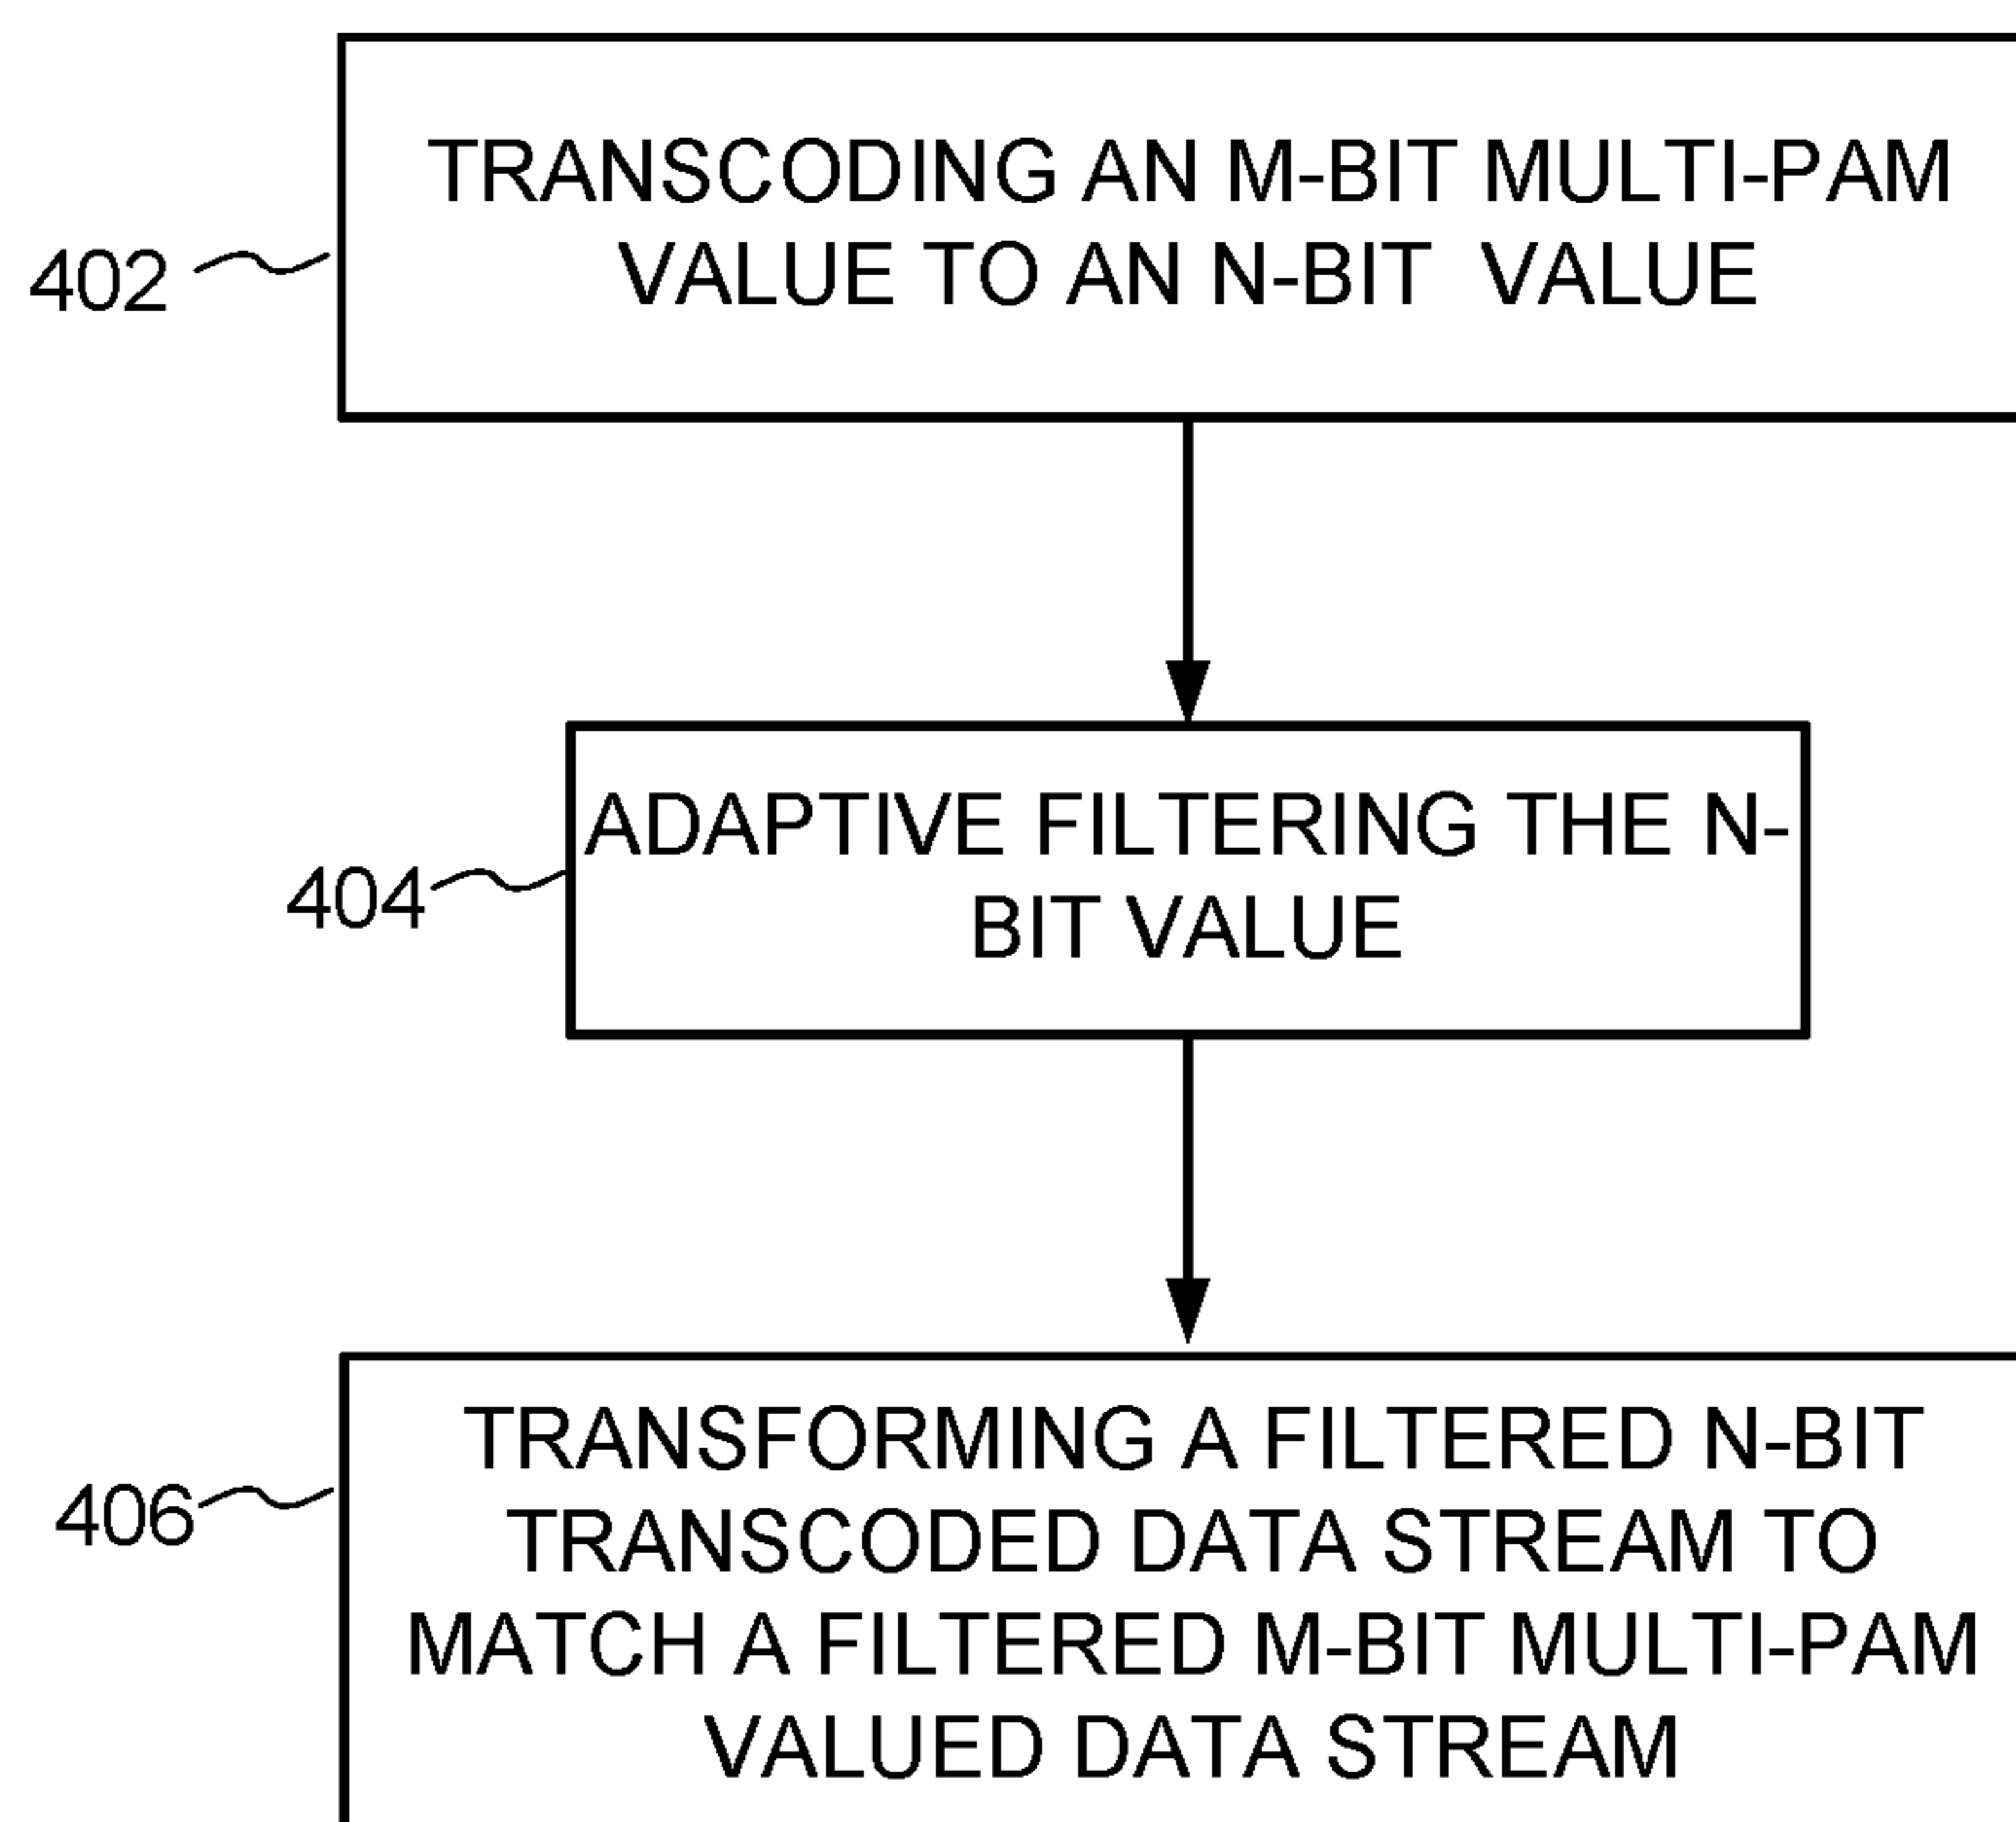 TRANSCODING AN M-BIT MULTI-PAM
VALUE TO AN N-BIT VALUE
402
ADAPTIVE FILTERING THE N-
BIT VALUE
404
TRANSFORMING A FILTERED N-BIT
TRANSCODED DATA STREAM TO
MATCH A FILTERED M-BIT MULTI-PAM
VALUED DATA STREAM
406